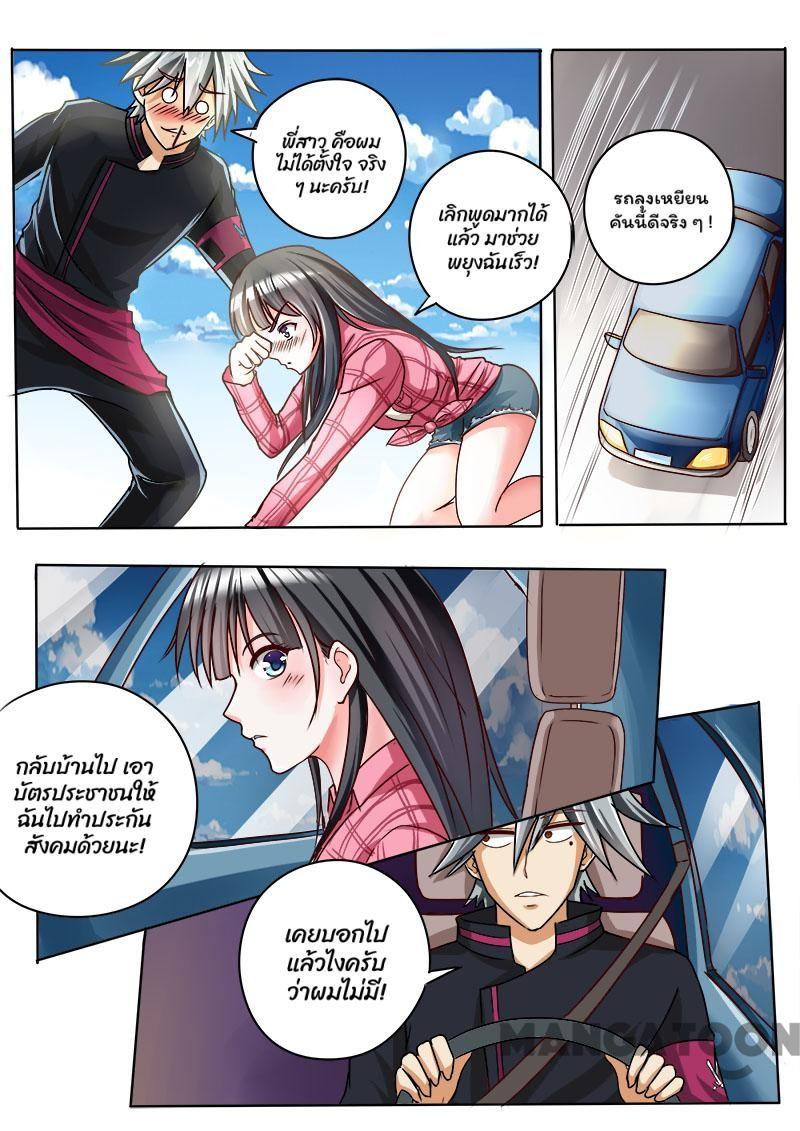 พี่สาว คือผม
ไม่ได้ตั้งใจ จริง
ๆ นะครับ!
เลิกพูดมากได้
แล้ว มาช่วย
พยุงฉันเร็ว!
รถลุงเหยียน
คันนี้ดีจริง ๆ !
กลับบ้านไป เอา
บัตรประชาชนให้
ฉันไปทำประกัน
สังคมด้วยนะ!
เคยบอกไป
แล้วไงครับ
ว่าผมไม่มี!
MANGATOON